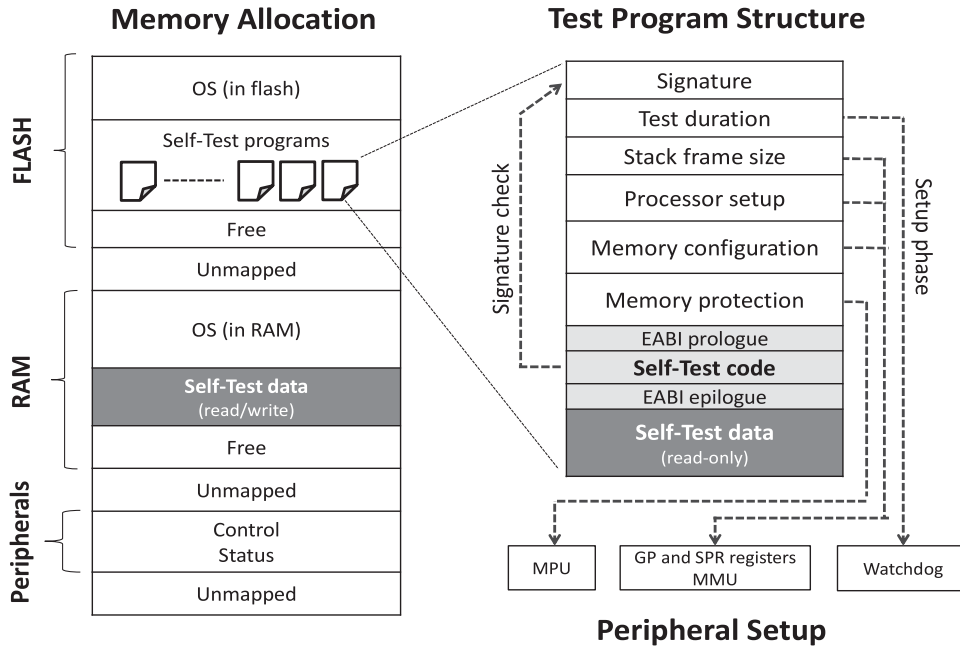 Memory Allocation
FLASH
OS (in flash)
Self-Test programs
Free
Unmapped
RAM
OS (in RAM)
Self-Test data
(read/write)
Free
Unmapped
Peripherals
Control
Status
Unmapped
Test Program Structure
Signature
Test duration
Stack frame size
Processor setup
Memory configuration
Memory protection
EABI prologue
Self-Test code
EABI epilogue
Self-Test data
(read-only)
Signature check
Setup phase
MPU
GP and SPR registers
MMU
Watchdog
Peripheral Setup